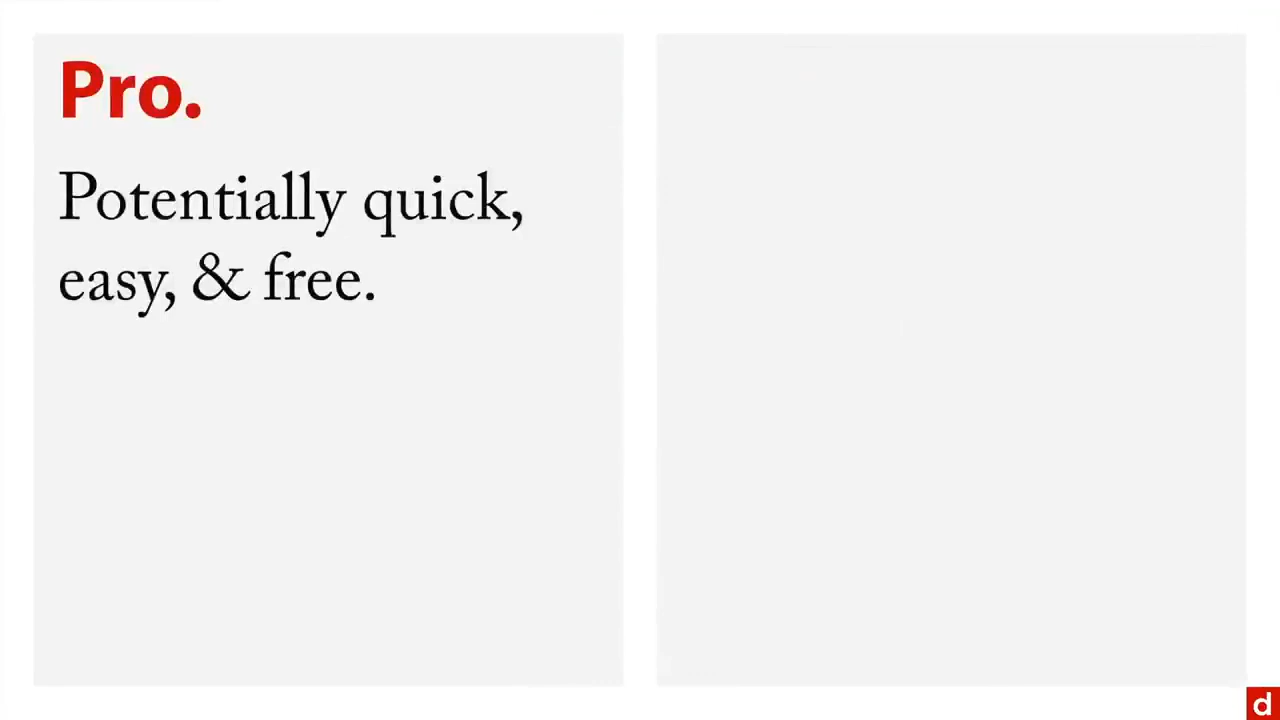 Pro.
Potentially quick,
easy, & free.
d